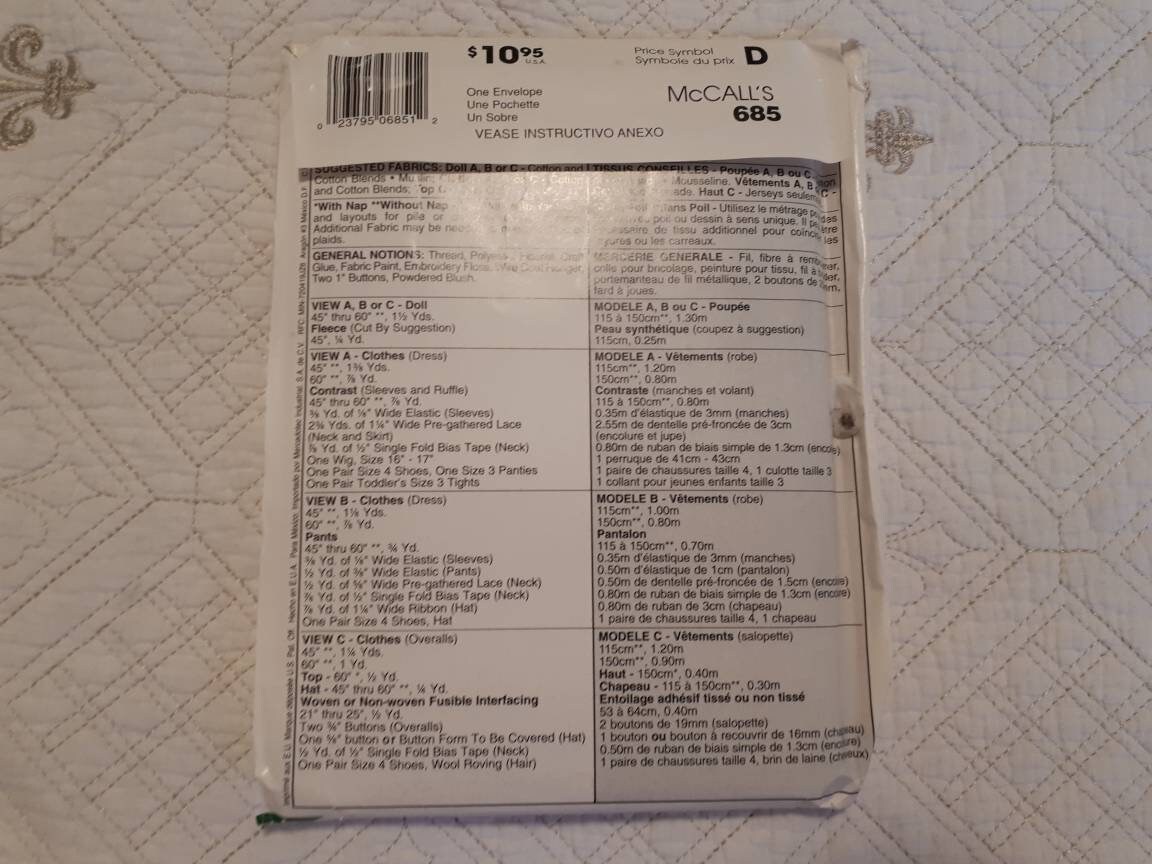 $10.95
U.S.A.
Price Symbol
Symbole du prix
D
0 23795 06851 2
One Envelope
Une Pochette
Un Sobre
McCALL'S
685
VEASE INSTRUCTIVO ANEXO
SUGGESTED FABRICS: Doll A, B or C - Cotton and
Cotton Blends •
and Cotton Blends; Top
*With Nap **Without Nap
and layouts for pile or
Additional Fabric may be
plaids.
GENERAL NOTIONS: Thread,
Glue, Fabric Paint, Embroidery Floss, Wire Coat Hanger,
Two 1" Buttons, Powdered Blush.
VIEW A, B or C - Doll
45" thru 60" **, 1½ Yds.
Fleece (Cut By Suggestion)
45", ¼ Yd.
VIEW A - Clothes (Dress)
45" **, 1⅜ Yds.
60" **, ⅞ Yd.
Contrast (Sleeves and Ruffle)
45" thru 60" **, ⅞ Yd.
⅜ Yd. of ⅛" Wide Elastic (Sleeves)
2¾ Yds. of 1¼" Wide Pre-gathered Lace
(Neck and Skirt)
⅞ Yd. of ½" Single Fold Bias Tape (Neck)
One Wig, Size 16" - 17"
One Pair Size 4 Shoes, One Size 3 Panties
One Pair Toddler's Size 3 Tights
VIEW B - Clothes (Dress)
45" **, 1⅛ Yds.
60" **, ⅞ Yd.
Pants
45" thru 60" **, ¾ Yd.
⅜ Yd. of ⅛" Wide Elastic (Sleeves)
½ Yd. of ⅜" Wide Elastic (Pants)
½ Yd. of ⅝" Wide Pre-gathered Lace (Neck)
⅞ Yd. of ½" Single Fold Bias Tape (Neck)
⅞ Yd. of 1¼" Wide Ribbon (Hat)
One Pair Size 4 Shoes, Hat
VIEW C - Clothes (Overalls)
45" **, 1¼ Yds.
60" **, 1 Yd.
Top - 60" *, ½ Yd.
Hat - 45" thru 60" **, ¼ Yd.
Woven or Non-woven Fusible Interfacing
21" thru 25", ½ Yd.
Two ¾" Buttons (Overalls)
One ⅝" button or Button Form To Be Covered (Hat)
½ Yd. of ½" Single Fold Bias Tape (Neck)
One Pair Size 4 Shoes, Wool Roving (Hair)
TISSUS CONSEILLES - Poupée A, B ou C
Mousseline. Vêtements A, B
Haut C - Jerseys
Poil - Utilisez le métrage
ou dessin à sens unique. Il
de tissu additionnel pour
ou les carreaux.
MERCERIE GENERALE - Fil, fibre à
colle pour bricolage, peinture pour tissu, fil à
portemanteau de fil métallique, 2 boutons de
fard à joues.
MODELE A, B ou C - Poupée
115 à 150cm**, 1.30m
Peau synthétique (coupez à suggestion)
115cm, 0.25m
MODELE A - Vêtements (robe)
115cm**, 1.20m
150cm**, 0.80m
Contraste (manches et volant)
115 à 150cm**, 0.80m
0.35m d'élastique de 3mm (manches)
2.55m de dentelle pré-froncée de 3cm
(encolure et jupe)
0.80m de ruban de biais simple de 1.3cm
1 perruque de 41cm - 43cm
1 paire de chaussures taille 4, 1 culotte taille 3
1 collant pour jeunes enfants taille 3
MODELE B - Vêtements (robe)
115cm**, 1.00m
150cm**, 0.80m
Pantalon
115 à 150cm**, 0.70m
0.35m d'élastique de 3mm (manches)
0.50m d'élastique de 1cm (pantalon)
0.50m de dentelle pré-froncée de 1.5cm
0.80m de ruban de biais simple de 1.3cm
0.80m de ruban de 3cm (chapeau)
1 paire de chaussures taille 4, 1 chapeau
MODELE C - Vêtements (salopette)
115cm**, 1.20m
150cm**, 0.90m
Haut - 150cm*, 0.40m
Chapeau - 115 à 150cm**, 0.30m
Entoilage adhésif tissé ou non tissé
53 à 64cm, 0.40m
2 boutons de 19mm (salopette)
1 bouton ou bouton à recouvrir de 16mm (chapeau)
0.50m de ruban de biais simple de 1.3cm
1 paire de chaussures taille 4, brin de laine (cheveux)